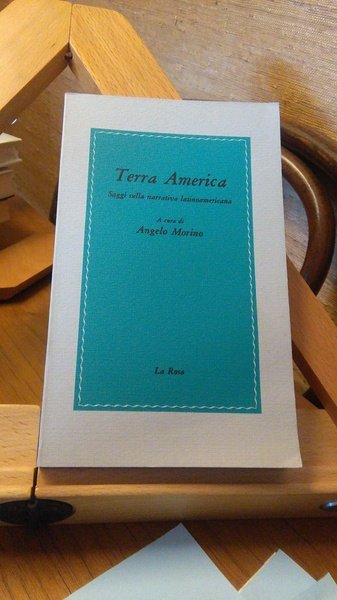 Terra America
Saggi sulla narrativa latinoamericana
A cura di
Angelo Morino
La Rosa